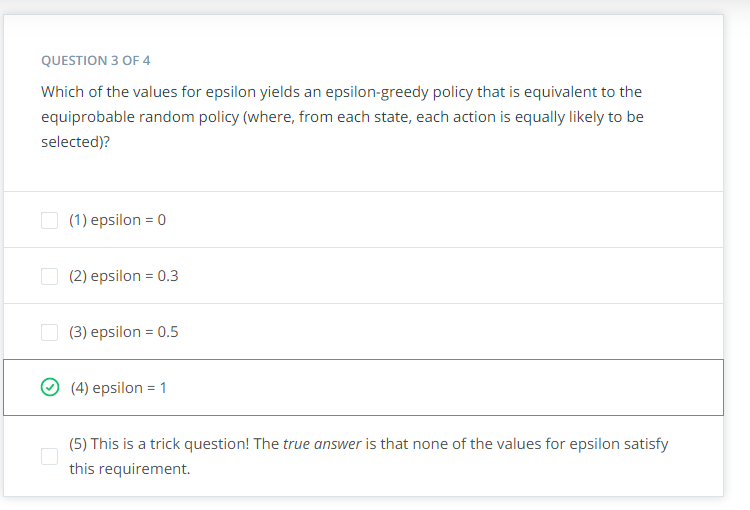 QUESTION 3 OF 4
Which of the values for epsilon yields an epsilon-greedy policy that is equivalent to the
equiprobable random policy (where, from each state, each action is equally likely to be
selected)?
(1) epsilon = 0
(2) epsilon = 0.3
(3) epsilon = 0.5
(4) epsilon = 1
(5) This is a trick question! The true answer is that none of the values for epsilon satisfy
this requirement.